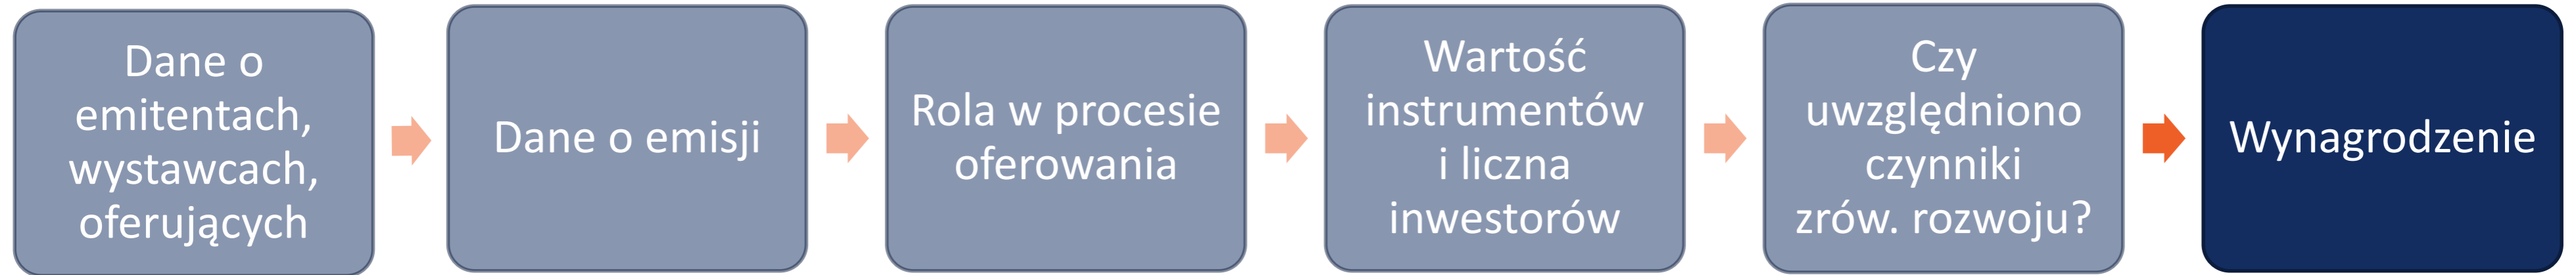 Dane o
emitentach,
wystawcach,
oferujących
Dane o emisji
Rola w procesie
oferowania
Wartość
instrumentów
i liczna
inwestorów
Czy
uwzględniono
czynniki
zrów. rozwoju?
Wynagrodzenie